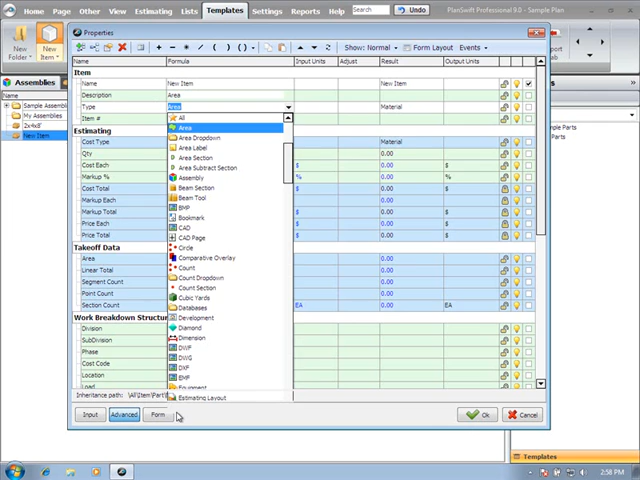 Home Page Other View Estimating Lists Templates Settings Reports Help Search Undo PlanSwift Professional 9.0 - Sample Plan
New Folder
New Item
Properties
Show: Normal Form Layout Events
Assemblies
Name
Sample Assembli
My Assemblies
2x4x8'
New Item
Name Formula Input Units Adjust Result Output Units
Item
Name New Item New Item
Description Area
Type Area Material
Item #
All
Area
Area Dropdown
Area Label
Area Section
Area Subtract Section
Assembly
Beam Section
Beam Tool
BMP
Bookmark
CAD
CAD Page
Circle
Comparative Overlay
Count
Count Dropdown
Count Section
Cubic Yards
Databases
Development
Diamond
Dimension
DWF
DWG
DXF
EMF
Equipment
Estimating Layout
Estimating
Cost Type Material
Qty 0.00
Cost Each $ 0.00 $
Markup % % 0.00 %
Cost Total $ 0.00 $
Markup Each $ 0.00
Markup Total $ 0.00 $
Price Each $ 0.00
Price Total $ 0.00 $
Takeoff Data
Area 0.00
Linear Total 0.00
Segment Count 0.00
Point Count 0.00
Section Count EA 0.00 EA
Work Breakdown Structur
Division
SubDivision
Phase
Cost Code
Location
Load
Inheritance path: \All\Item\Part\
Input Advanced Form Ok Cancel
ort
Parts
Parts
Templates
2:58 PM